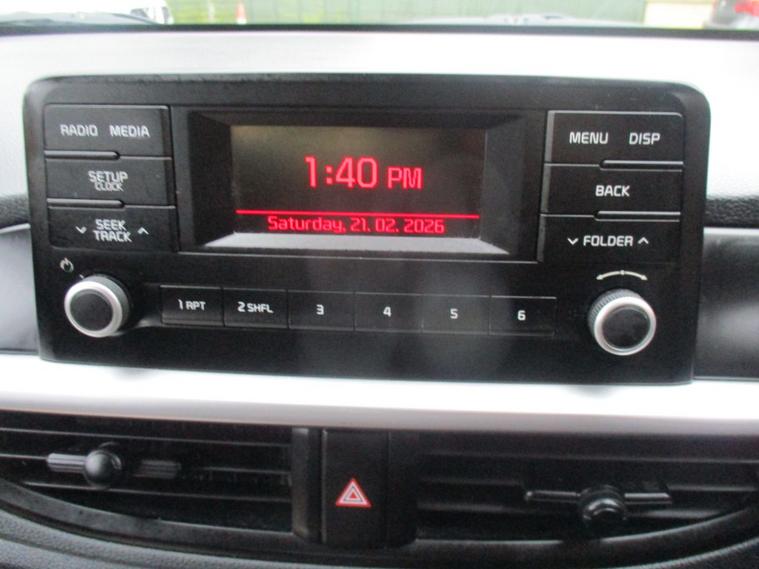 RADIO MEDIA
SETUP
CLOCK
SEEK
TRACK
1:40 PM
Saturday, 21. 02. 2026
MENU DISP
BACK
FOLDER
1 RPT 2 SHFL 3 4 5 6